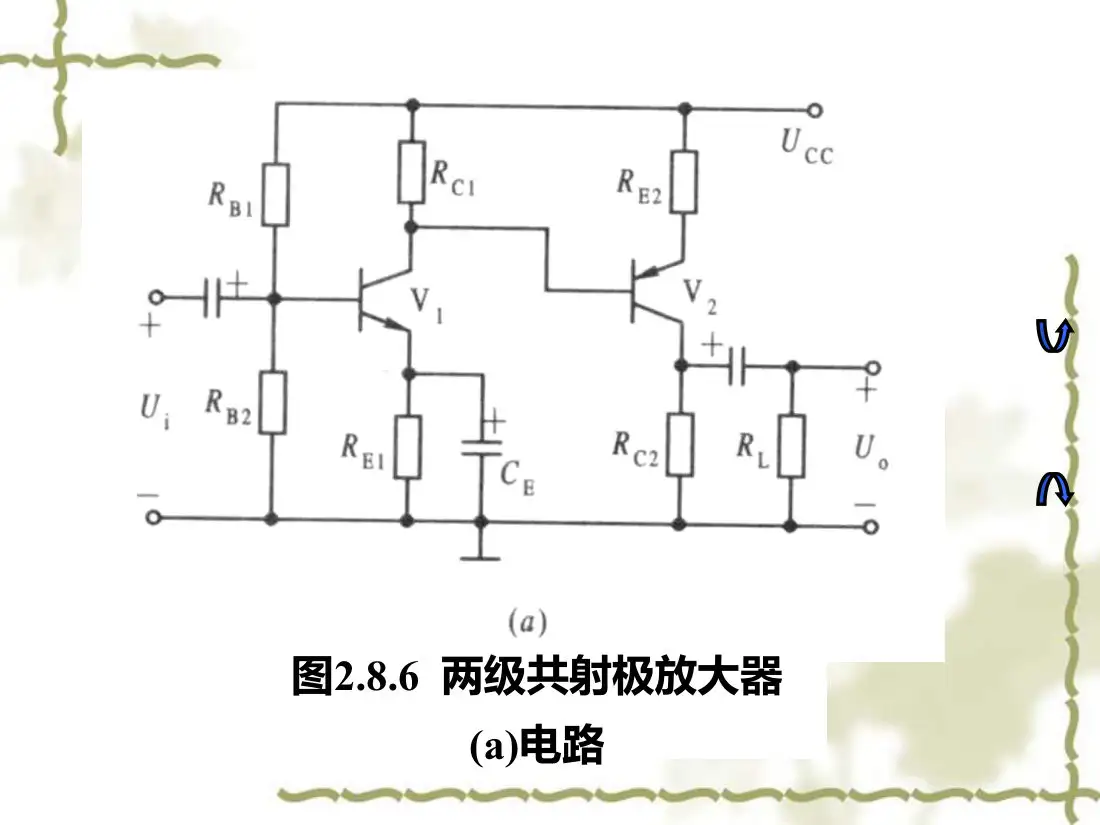 U_CC
R_B1
R_C1
R_E2
+
V_1
V_2
+
+
+
U_i
R_B2
R_E1
+
C_E
R_C2
R_L
U_o
−
−
(a)
图2.8.6 两级共射极放大器
(a)电路